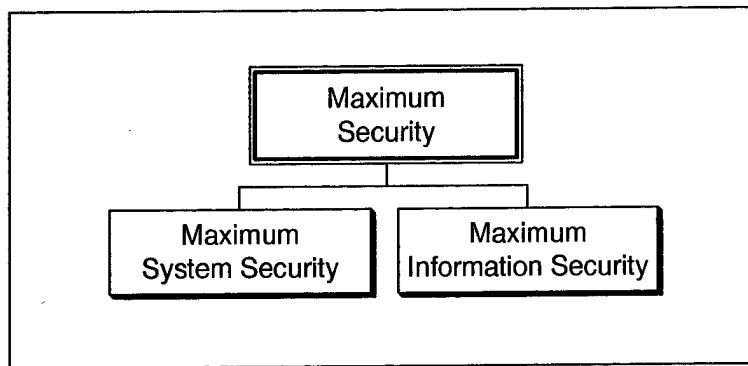 Maximum
Security
Maximum
System Security
Maximum
Information Security